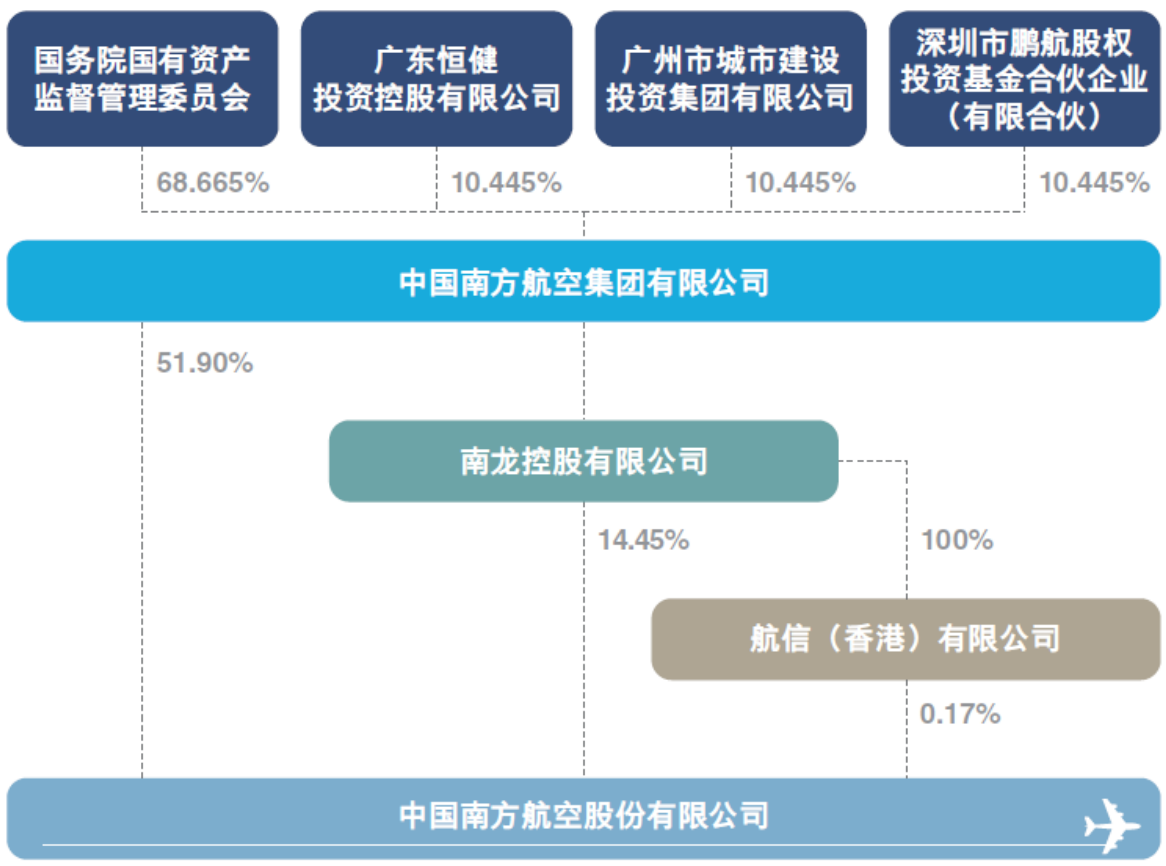 国务院国有资产
监督管理委员会
广东恒健
投资控股有限公司
广州市城市建设
投资集团有限公司
深圳市鹏航股权
投资基金合伙企业
（有限合伙）
68.665%
10.445%
10.445%
10.445%
中国南方航空集团有限公司
51.90%
南龙控股有限公司
14.45%
100%
航信（香港）有限公司
0.17%
中国南方航空股份有限公司